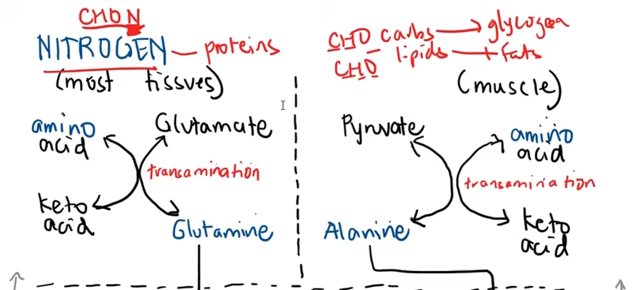 CHON
NITROGEN — proteins
(most tissues)
amino acid
Glutamate
transamination
keto acid
Glutamine
CHO carbs → glycogen
CHO lipids → fats
(muscle)
Pyruvate
amino acid
transamination
Alanine
keto acid